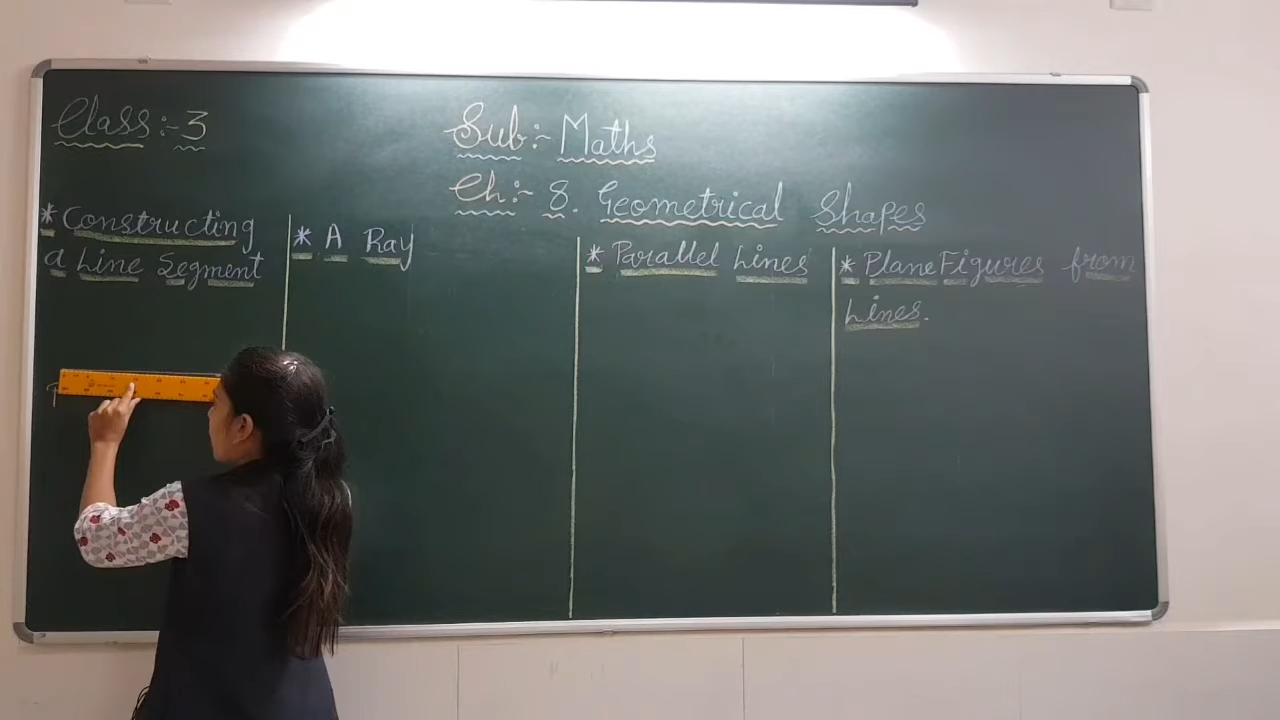 Class:- 3
Sub:- Maths
Ch:- 8. Geometrical Shapes
* Constructing
a Line Segment
* A Ray
* Parallel Lines
* Plane Figures from
Lines.